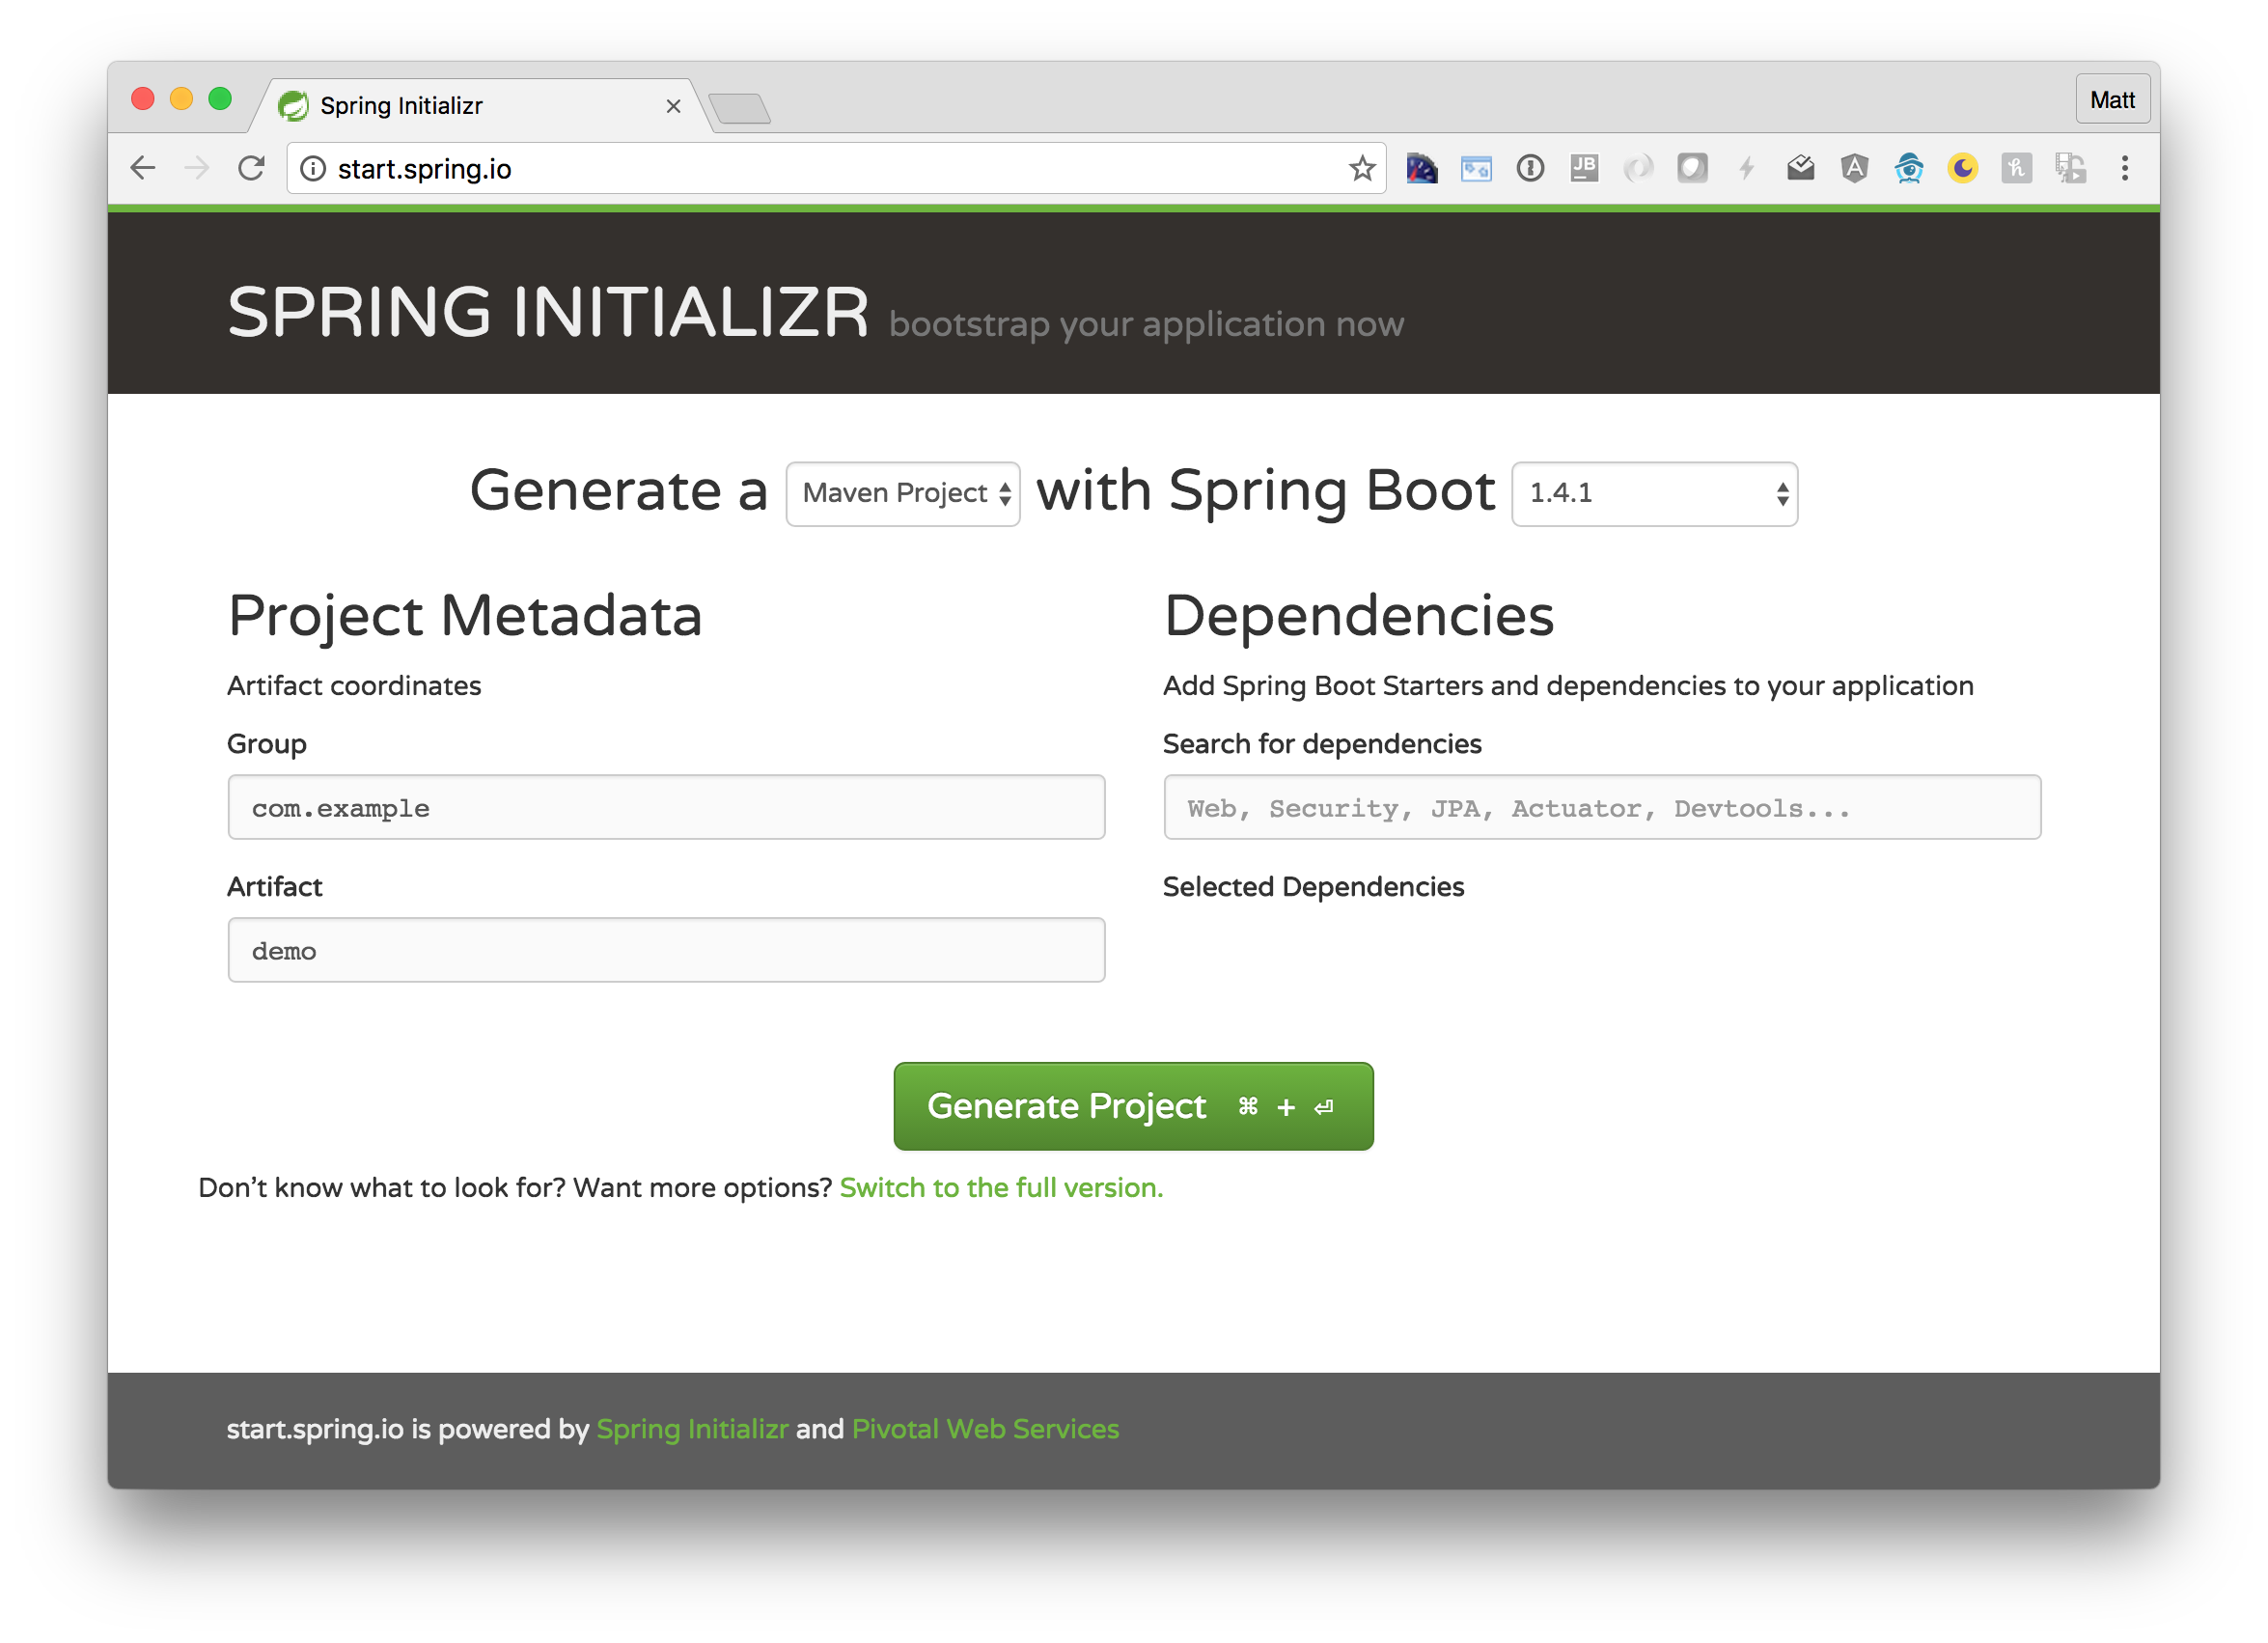 Spring Initializr
Matt
start.spring.io
JB
SPRING INITIALIZR bootstrap your application now
Generate a Maven Project with Spring Boot 1.4.1
Project Metadata
Artifact coordinates
Group
com.example
Artifact
demo
Dependencies
Add Spring Boot Starters and dependencies to your application
Search for dependencies
Web, Security, JPA, Actuator, Devtools...
Selected Dependencies
Generate Project ⌘ + ⏎
Don't know what to look for? Want more options? Switch to the full version.
start.spring.io is powered by Spring Initializr and Pivotal Web Services